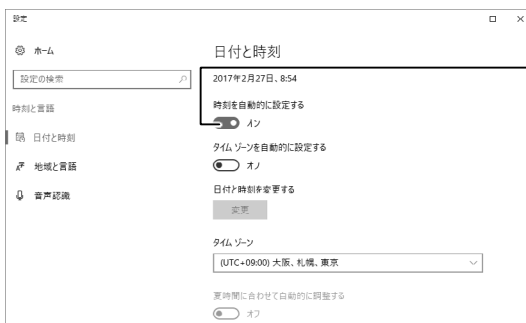 設定
ホーム
設定の検索
時刻と言語
日付と時刻
地域と言語
音声認識
日付と時刻
2017年2月27日、8:54
時刻を自動的に設定する
オン
タイム ゾーンを自動的に設定する
オフ
日付と時刻を変更する
変更
タイム ゾーン
(UTC+09:00) 大阪、札幌、東京
夏時間に合わせて自動的に調整する
オフ